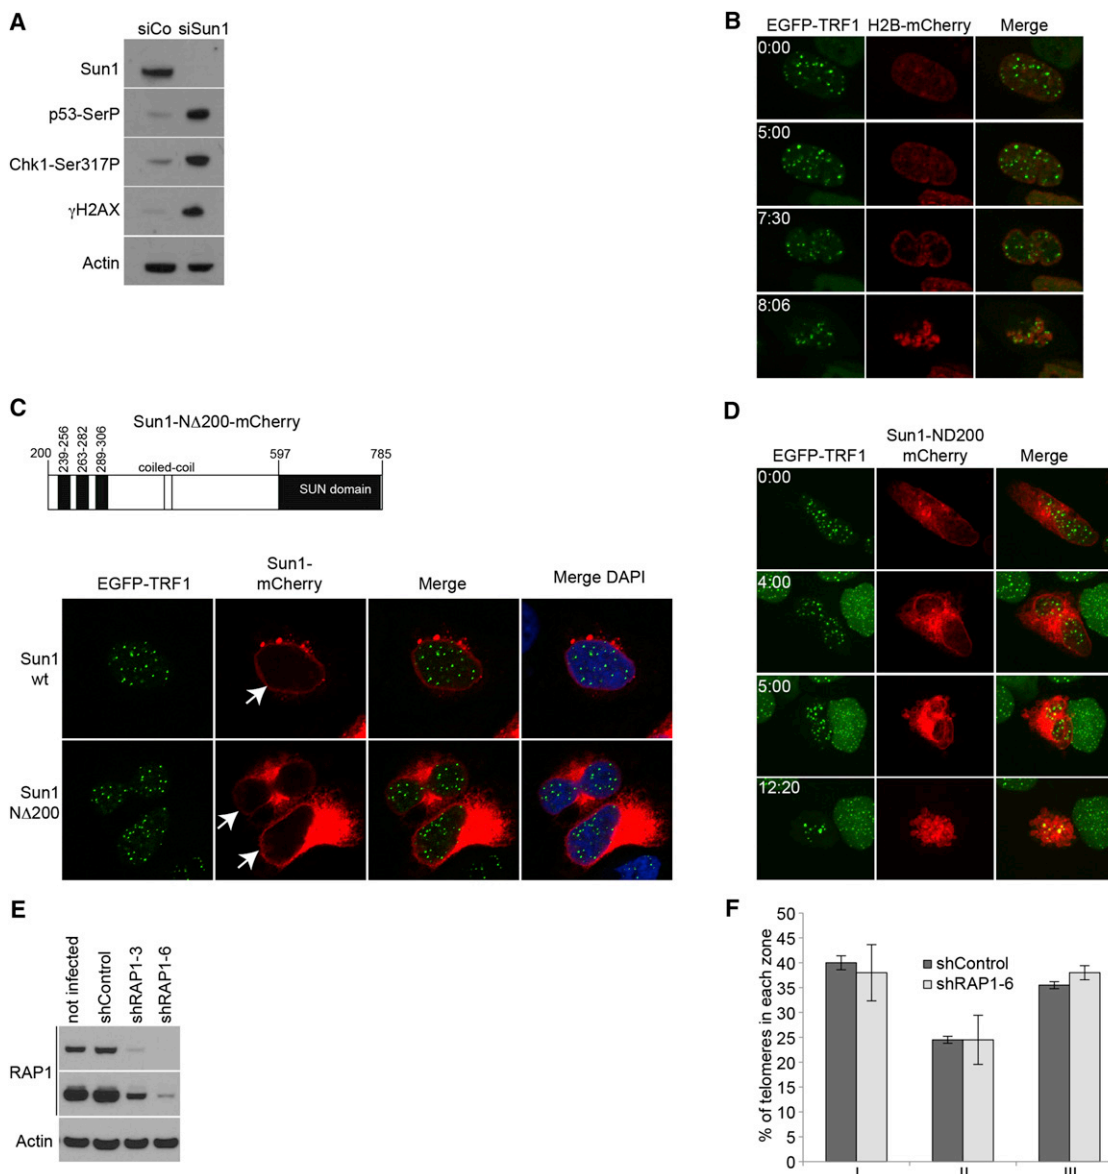 A
siCo siSun1
Sun1
p53-SerP
Chk1-Ser317P
γH2AX
Actin
B
EGFP-TRF1 H2B-mCherry Merge
0:00
5:00
7:30
8:06
C
Sun1-NΔ200-mCherry
200 239-256 263-282 289-306 597 785
coiled-coil
SUN domain
EGFP-TRF1 Sun1-mCherry Merge Merge DAPI
Sun1
wt
Sun1
NΔ200
D
EGFP-TRF1 Sun1-ND200 mCherry Merge
0:00
4:00
5:00
12:20
E
not infected shControl shRAP1-3 shRAP1-6
RAP1
Actin
F
% of telomeres in each zone
50
45
40
35
30
25
20
15
10
5
0
shControl
shRAP1-6
I II III